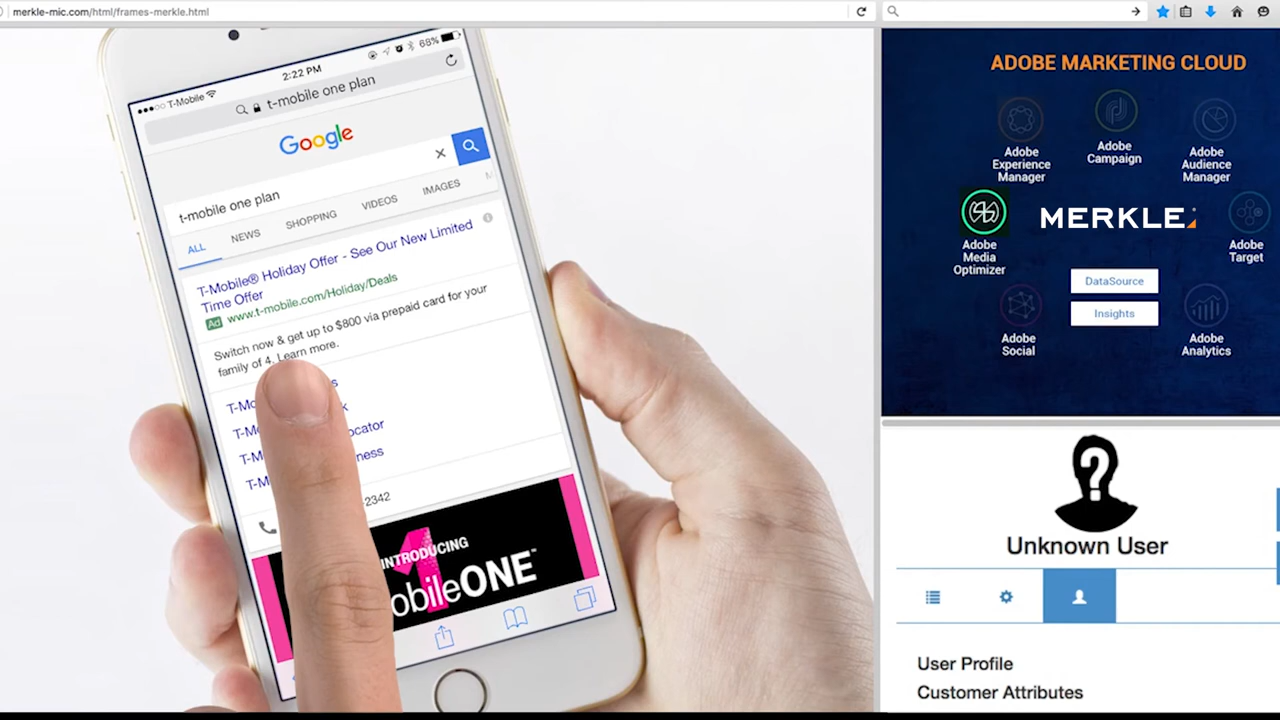 merkle-mic.com/html/frames-merkle.html
T-Mobile
2:22 PM
68%
t-mobile one plan
Google
t-mobile one plan
ALL
NEWS
SHOPPING
VIDEOS
IMAGES
T-Mobile® Holiday Offer - See Our New Limited
Time Offer
Ad www.t-mobile.com/Holiday/Deals
Switch now & get up to $800 via prepaid card for your
family of 4. Learn more.
2342
INTRODUCING
1
obileONE™
ADOBE MARKETING CLOUD
Adobe
Experience
Manager
Adobe
Campaign
Adobe
Audience
Manager
Adobe
Media
Optimizer
MERKLE
Adobe
Target
DataSource
Insights
Adobe
Social
Adobe
Analytics
?
Unknown User
User Profile
Customer Attributes